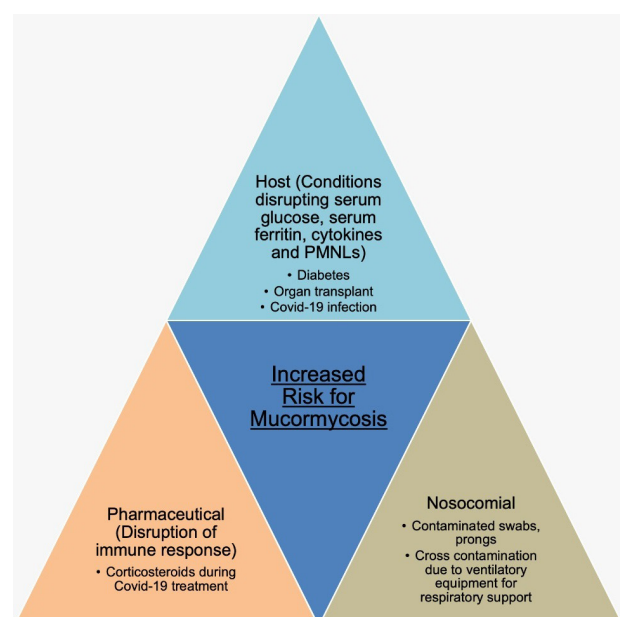 Host (Conditions
disrupting serum
glucose, serum
ferritin, cytokines
and PMNLs)
• Diabetes
• Organ transplant
• Covid-19 infection
Increased
Risk for
Mucormycosis
Pharmaceutical
(Disruption of
immune response)
• Corticosteroids during
Covid-19 treatment
Nosocomial
• Contaminated swabs,
prongs
• Cross contamination
due to ventilatory
equipment for
respiratory support